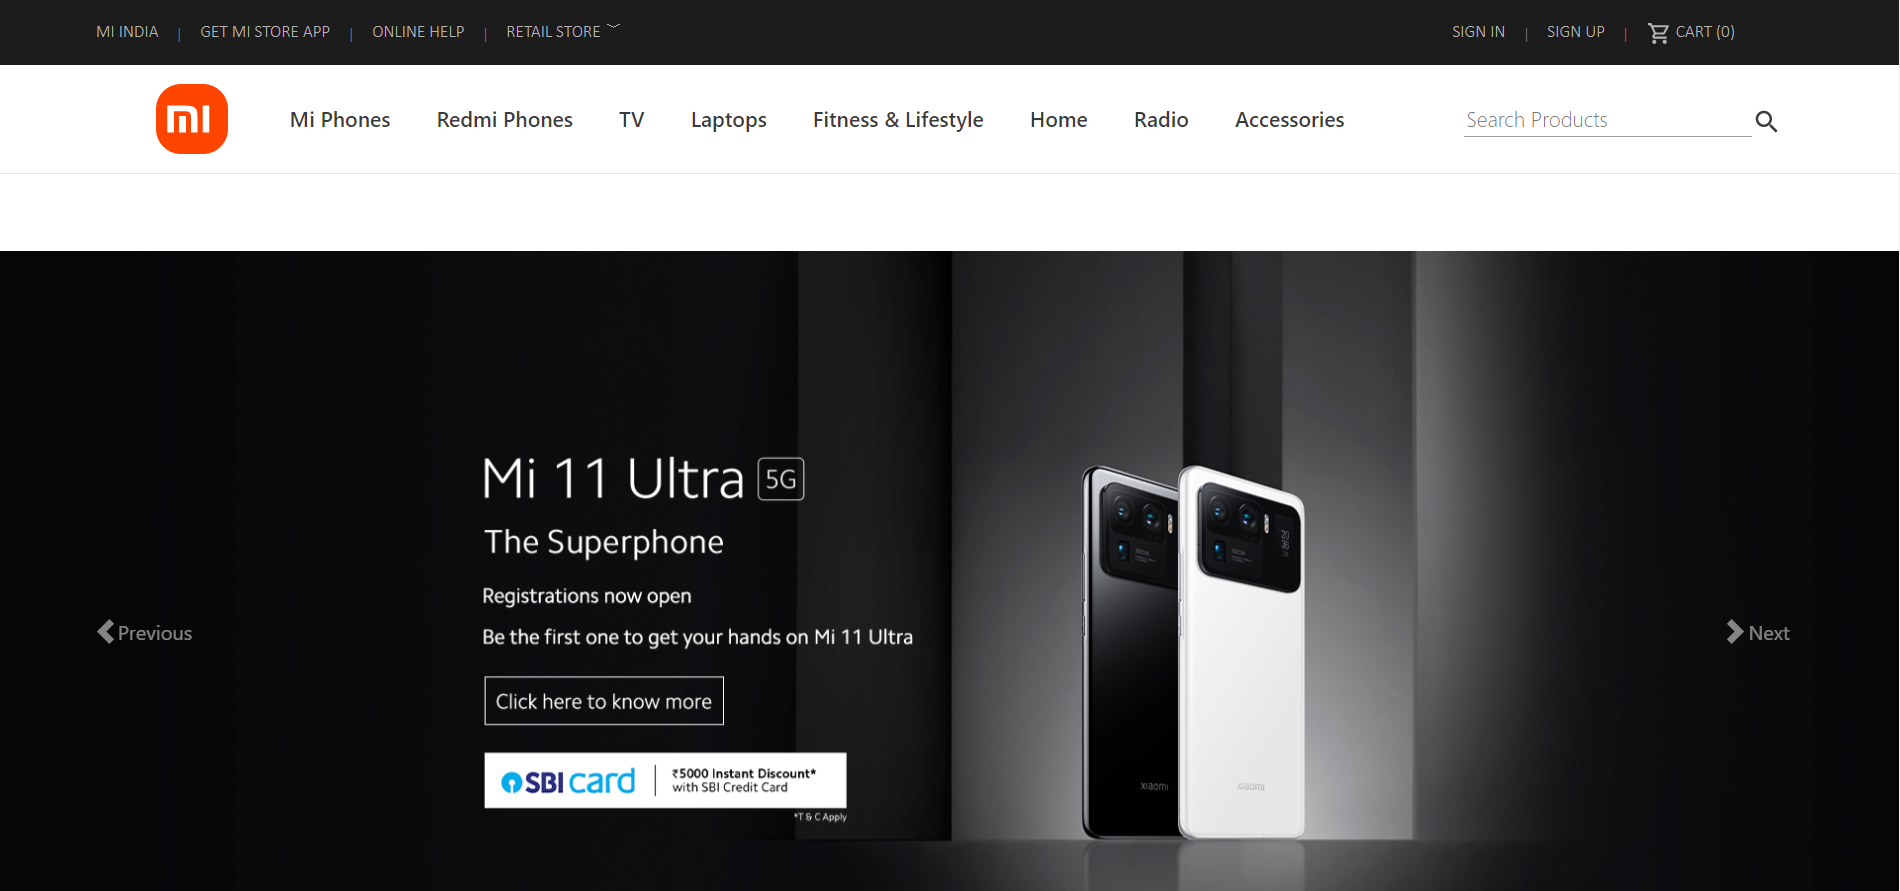 MI INDIA | GET MI STORE APP | ONLINE HELP | RETAIL STORE
SIGN IN | SIGN UP | CART (0)
mi
Mi Phones Redmi Phones TV Laptops Fitness & Lifestyle Home Radio Accessories
Search Products
Mi 11 Ultra 5G
The Superphone
Registrations now open
Be the first one to get your hands on Mi 11 Ultra
Previous
Next
Click here to know more
SBI card
₹5000 Instant Discount*
with SBI Credit Card
*T & C Apply
xiaomi
xiaomi